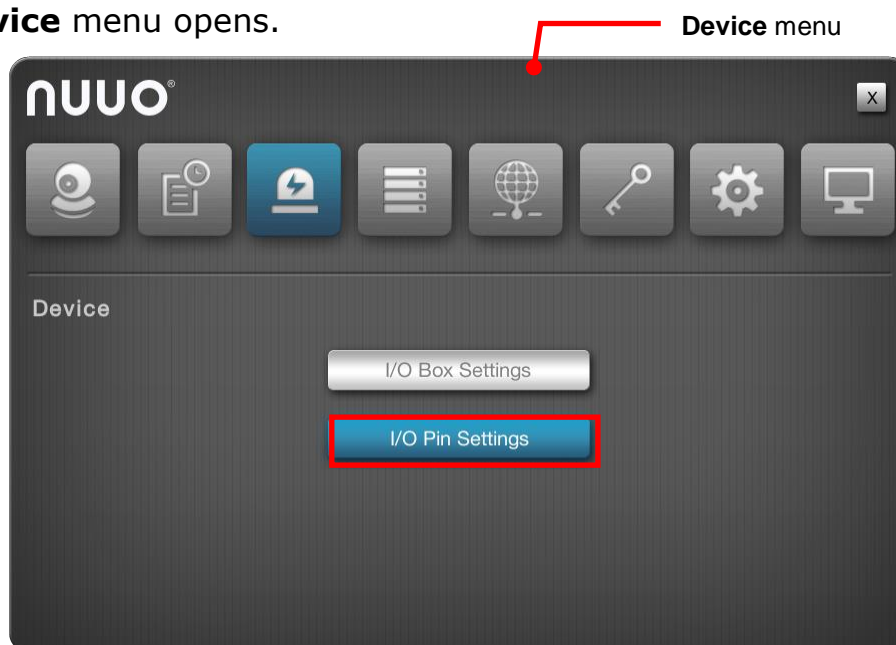 vice menu opens.
Device menu
nuuo®
X
Device
I/O Box Settings
I/O Pin Settings